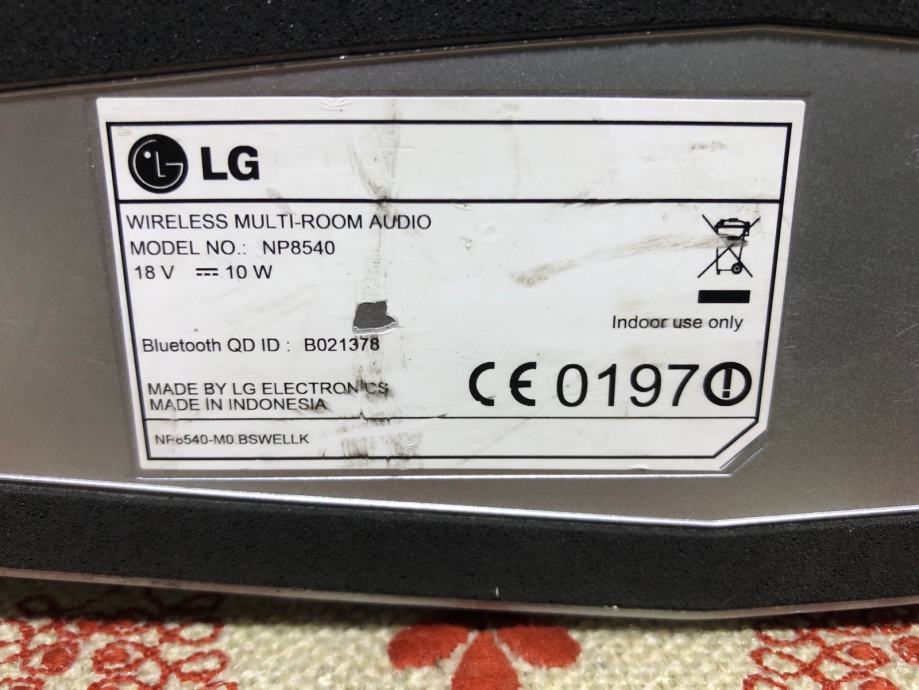 LG
WIRELESS MULTI-ROOM AUDIO
MODEL NO.: NP8540
18 V ⎓ 10 W
Indoor use only
Bluetooth QD ID : B021378
CE 0197
MADE BY LG ELECTRONICS
MADE IN INDONESIA
NP8540-M0.BSWELLK